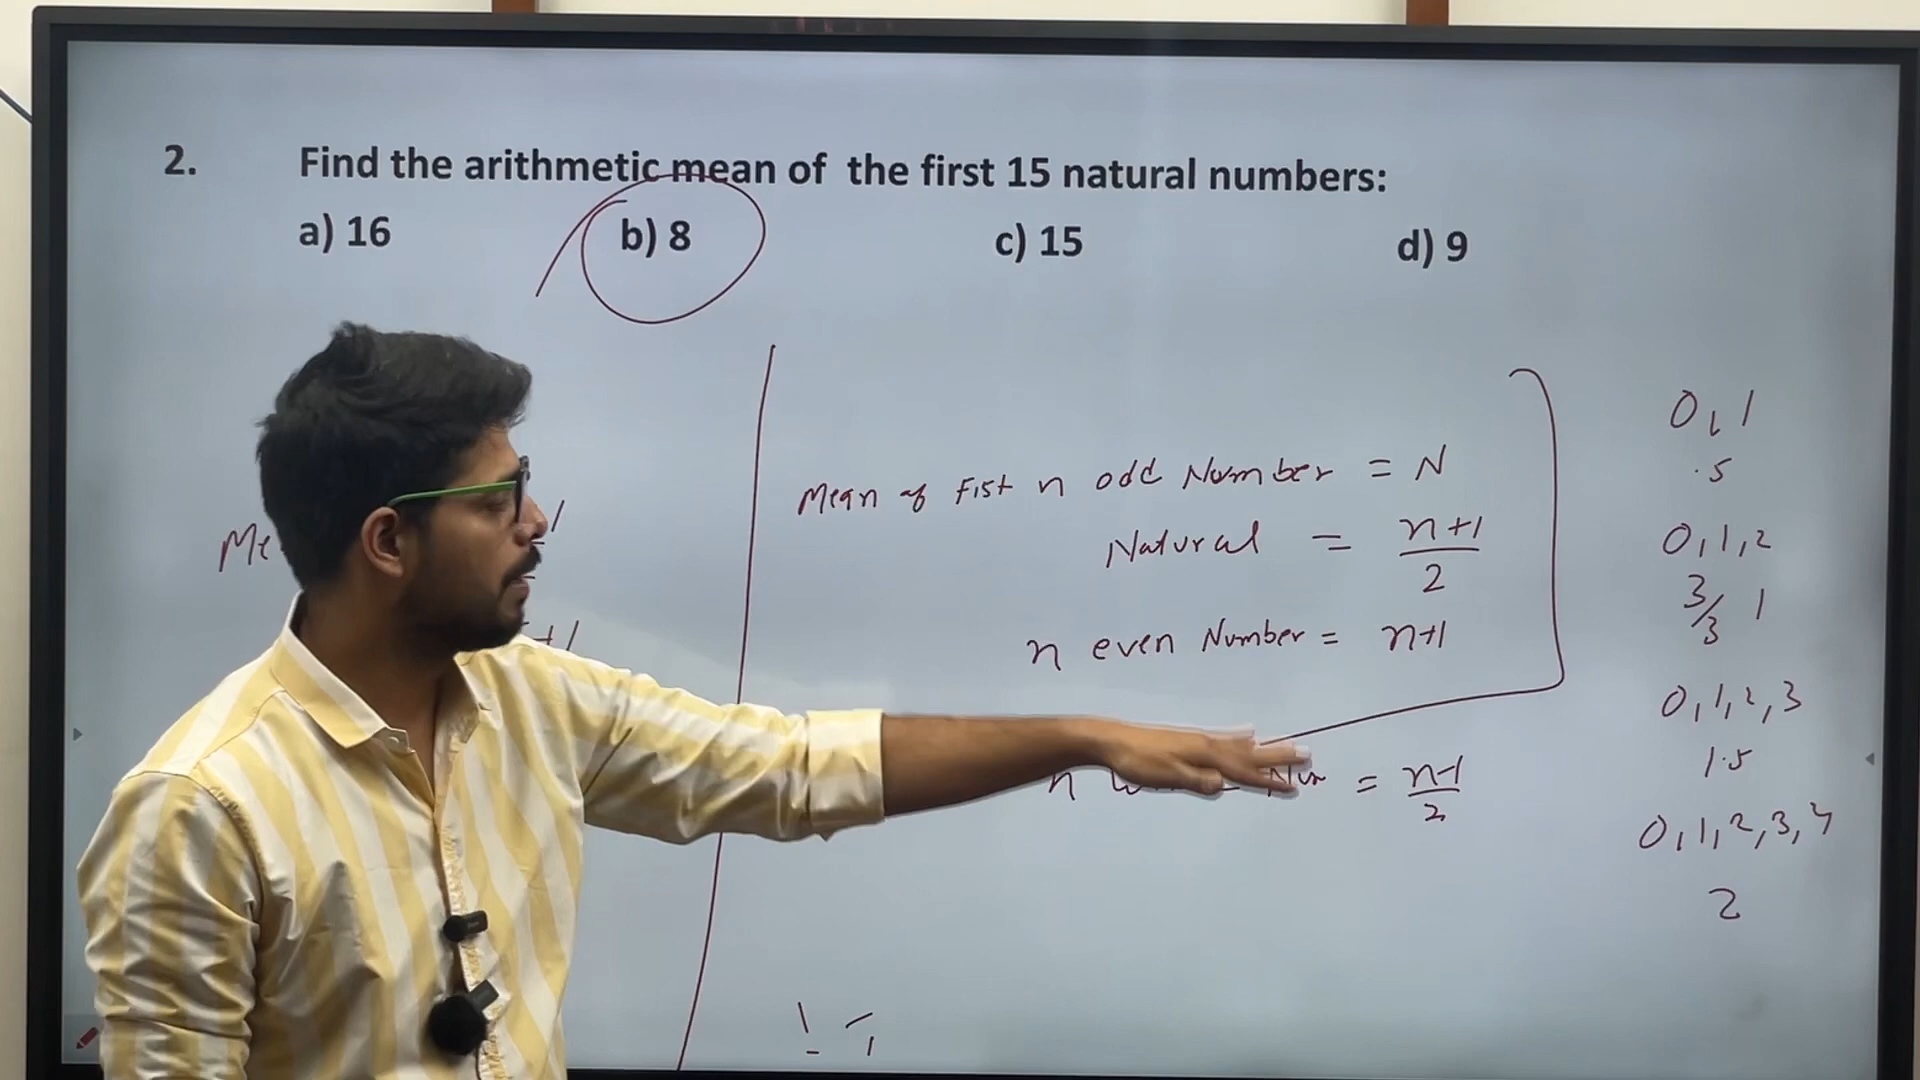 2. Find the arithmetic mean of the first 15 natural numbers:
a) 16 b) 8 c) 15 d) 9
Mean of Fist n odd Number = N
Natural = n+1
2
n even Number = n+1
n = n-1
2
0, 1
.5
0, 1, 2
3/3 1
0, 1, 2, 3
1.5
0, 1, 2, 3, 4
2